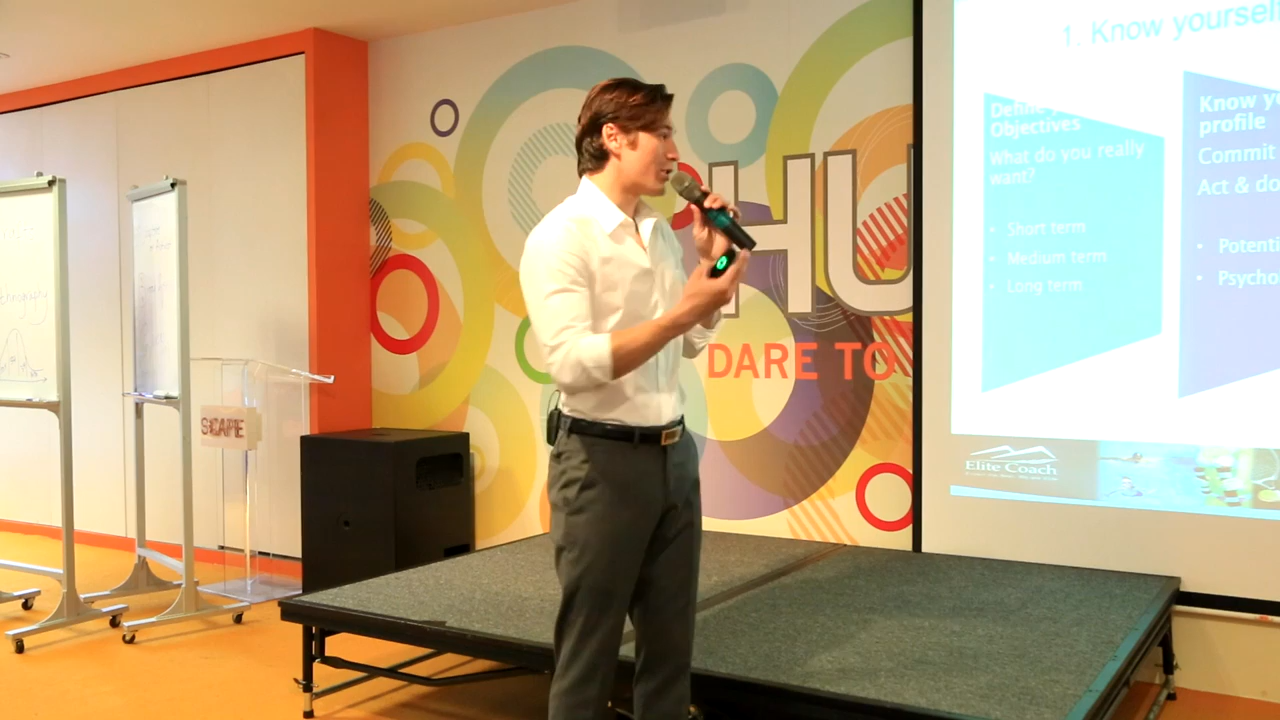 1. Know yourself
Define
Objectives
What do you really
want?
• Short term
• Medium term
• Long term
Know yo
profile
Commit
Act & do
• Potenti
• Psycho
Elite Coach
HU
DARE TO
SCAPE